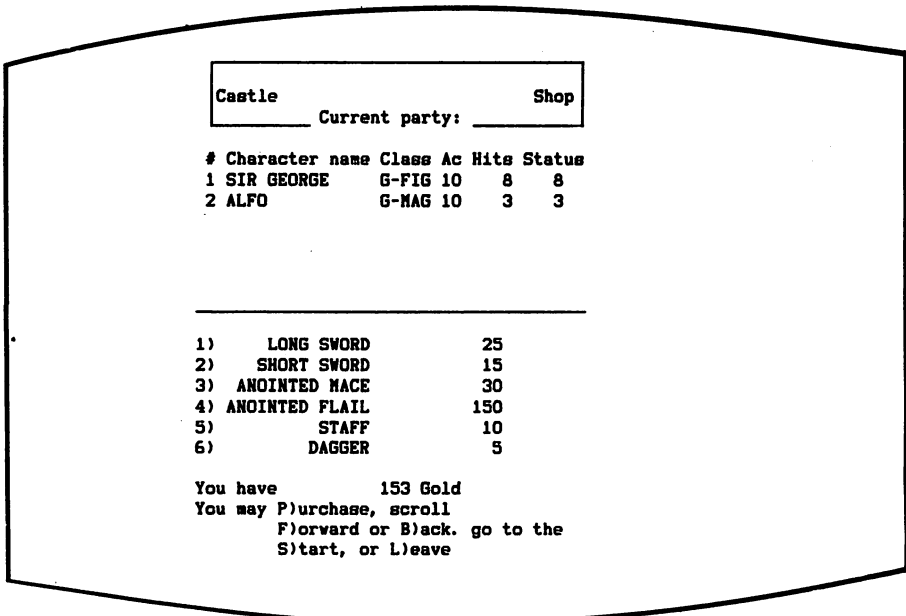 Castle Shop
Current party:
# Character name Class Ac Hits Status
1 SIR GEORGE G-FIG 10 8 8
2 ALFO G-MAG 10 3 3
1) LONG SWORD 25
2) SHORT SWORD 15
3) ANOINTED MACE 30
4) ANOINTED FLAIL 150
5) STAFF 10
6) DAGGER 5
You have 153 Gold
You may P)urchase, scroll
F)orward or B)ack. go to the
S)tart, or L)eave